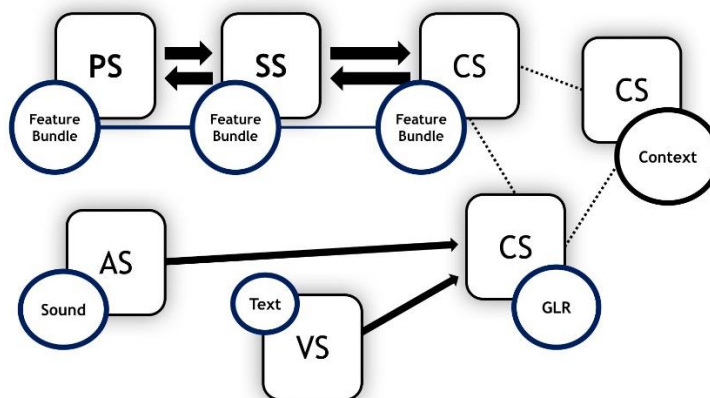 PS
SS
CS
CS
Feature
Bundle
Feature
Bundle
Feature
Bundle
Context
AS
CS
Sound
Text
GLR
VS